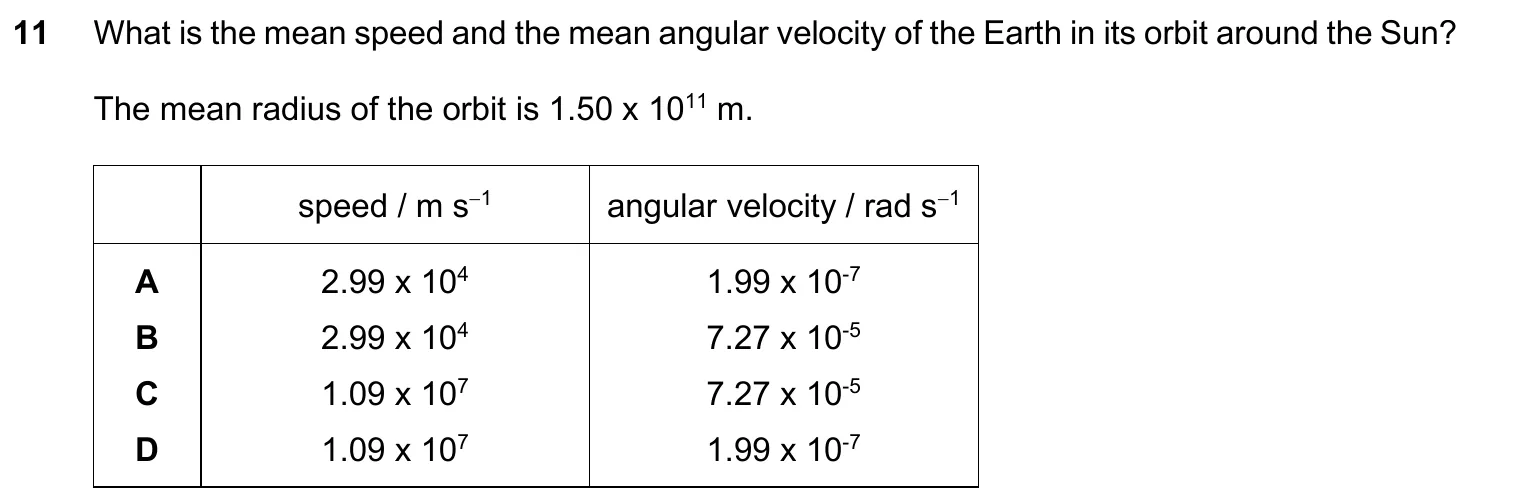 11 What is the mean speed and the mean angular velocity of the Earth in its orbit around the Sun?
The mean radius of the orbit is 1.50 x 10¹¹ m.
speed / m s⁻¹ angular velocity / rad s⁻¹
A 2.99 x 10⁴ 1.99 x 10⁻⁷
B 2.99 x 10⁴ 7.27 x 10⁻⁵
C 1.09 x 10⁷ 7.27 x 10⁻⁵
D 1.09 x 10⁷ 1.99 x 10⁻⁷